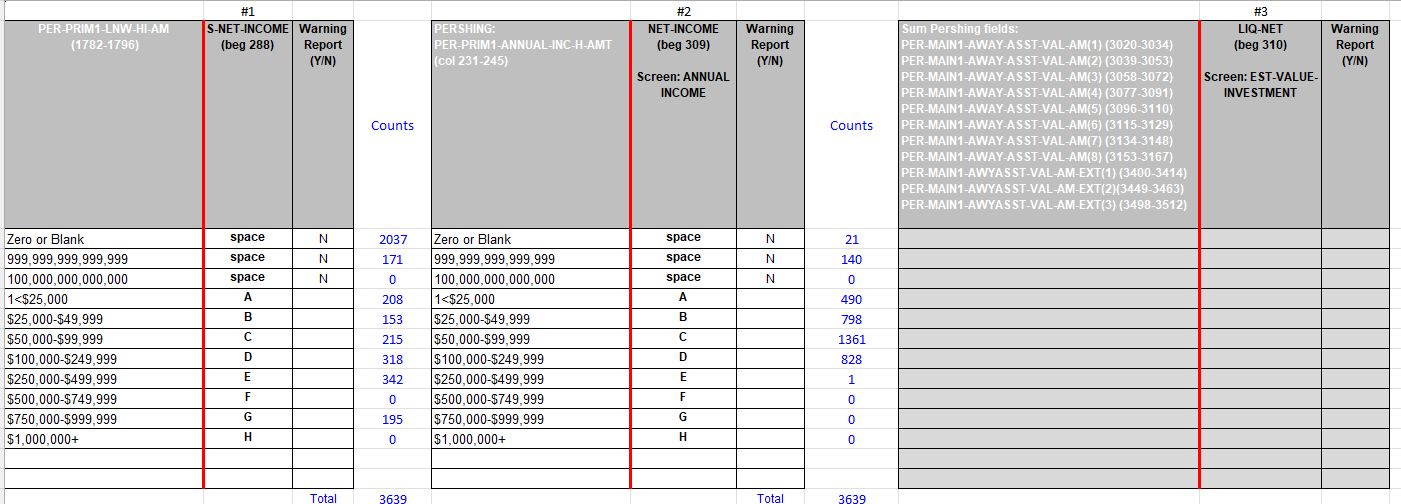 #1 #2 #3
PER-PRIM1-LNW-HI-AM
(1782-1796)
S-NET-INCOME
(beg 288)
Warning
Report
(Y/N)
Counts
PERSHING:
PER-PRIM1-ANNUAL-INC-H-AMT
(col 231-245)
NET-INCOME
(beg 309)
Screen: ANNUAL
INCOME
Warning
Report
(Y/N)
Counts
Sum Pershing fields:
PER-MAIN1-AWAY-ASST-VAL-AM(1) (3020-3034)
PER-MAIN1-AWAY-ASST-VAL-AM(2) (3039-3053)
PER-MAIN1-AWAY-ASST-VAL-AM(3) (3058-3072)
PER-MAIN1-AWAY-ASST-VAL-AM(4) (3077-3091)
PER-MAIN1-AWAY-ASST-VAL-AM(5) (3096-3110)
PER-MAIN1-AWAY-ASST-VAL-AM(6) (3115-3129)
PER-MAIN1-AWAY-ASST-VAL-AM(7) (3134-3148)
PER-MAIN1-AWAY-ASST-VAL-AM(8) (3153-3167)
PER-MAIN1-AWYASST-VAL-AM-EXT(1) (3400-3414)
PER-MAIN1-AWYASST-VAL-AM-EXT(2)(3449-3463)
PER-MAIN1-AWYASST-VAL-AM-EXT(3) (3498-3512)
LIQ-NET
(beg 310)
Screen: EST-VALUE-
INVESTMENT
Warning
Report
(Y/N)
Zero or Blank space N 2037 Zero or Blank space N 21
999,999,999,999,999 space N 171 999,999,999,999,999 space N 140
100,000,000,000,000 space N 0 100,000,000,000,000 space N 0
1<$25,000 A 208 1<$25,000 A 490
$25,000-$49,999 B 153 $25,000-$49,999 B 798
$50,000-$99,999 C 215 $50,000-$99,999 C 1361
$100,000-$249,999 D 318 $100,000-$249,999 D 828
$250,000-$499,999 E 342 $250,000-$499,999 E 1
$500,000-$749,999 F 0 $500,000-$749,999 F 0
$750,000-$999,999 G 195 $750,000-$999,999 G 0
$1,000,000+ H 0 $1,000,000+ H 0
Total 3639 Total 3639